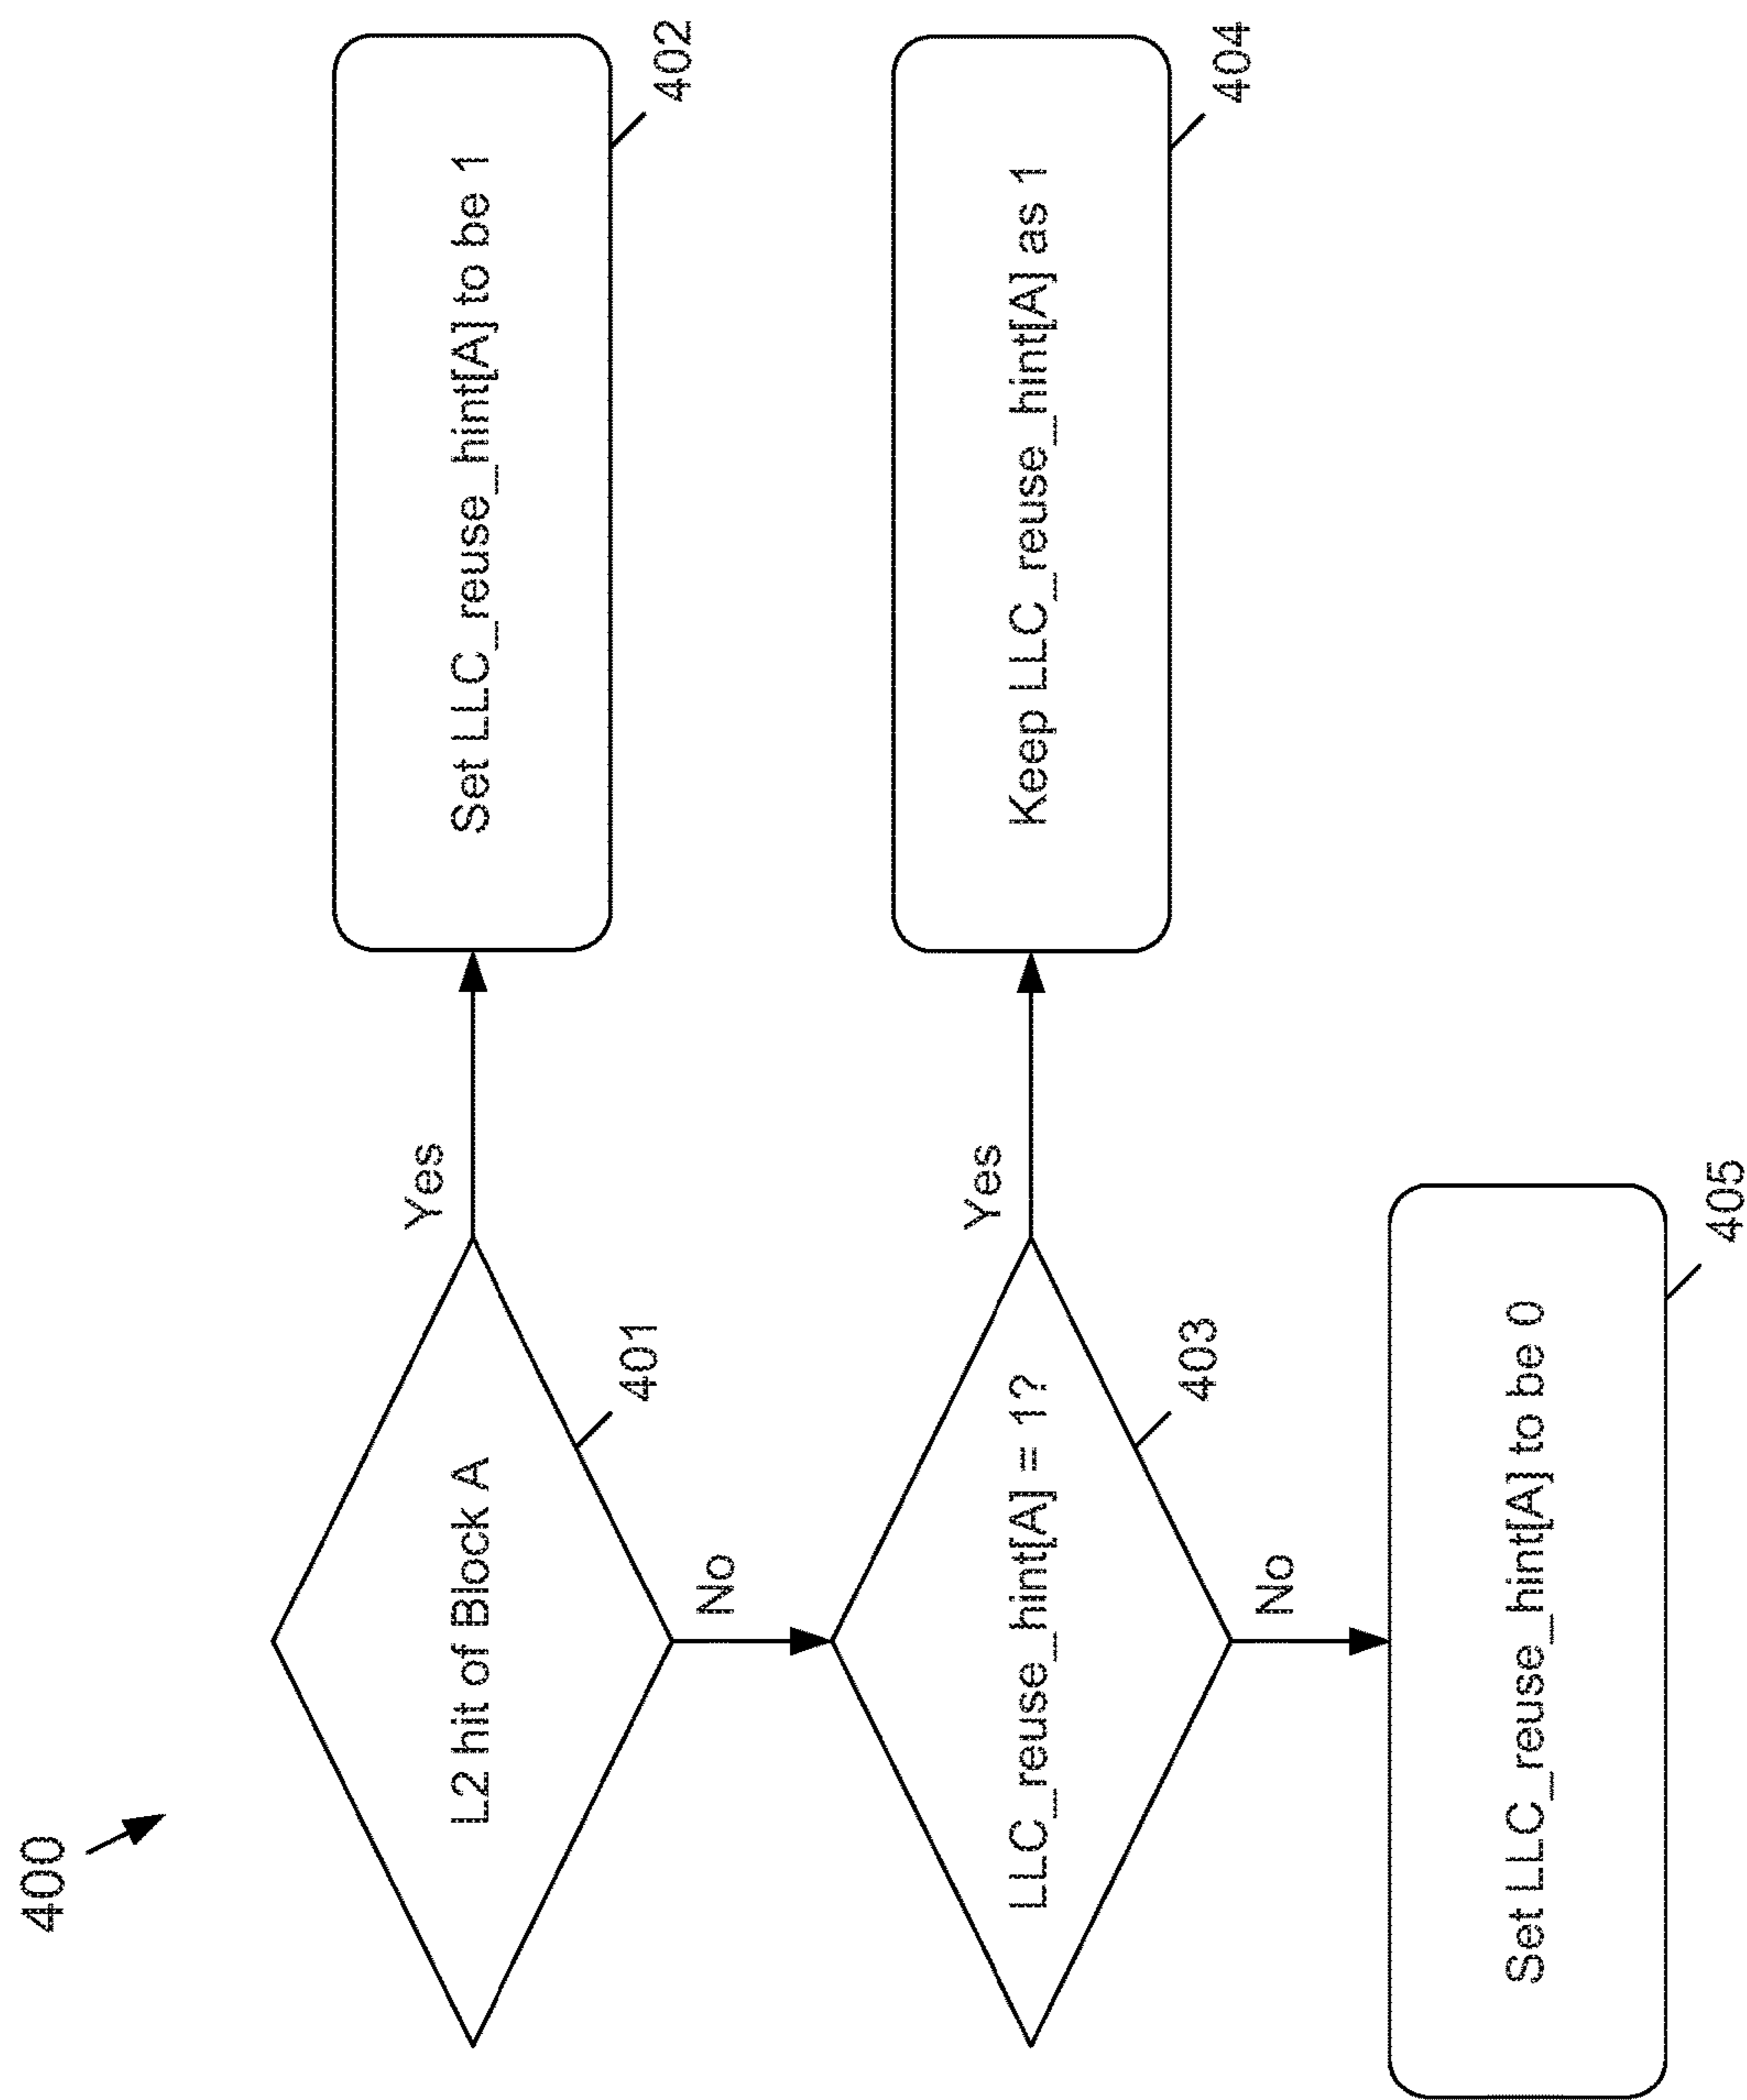 400
L2 hit of Block A
401
Yes
Set LLC_reuse_hint[A] to be 1
402
No
LLC_reuse_hint[A] = 1?
403
Yes
Keep LLC_reuse_hint[A] as 1
404
No
Set LLC_reuse_hint[A] to be 0
405